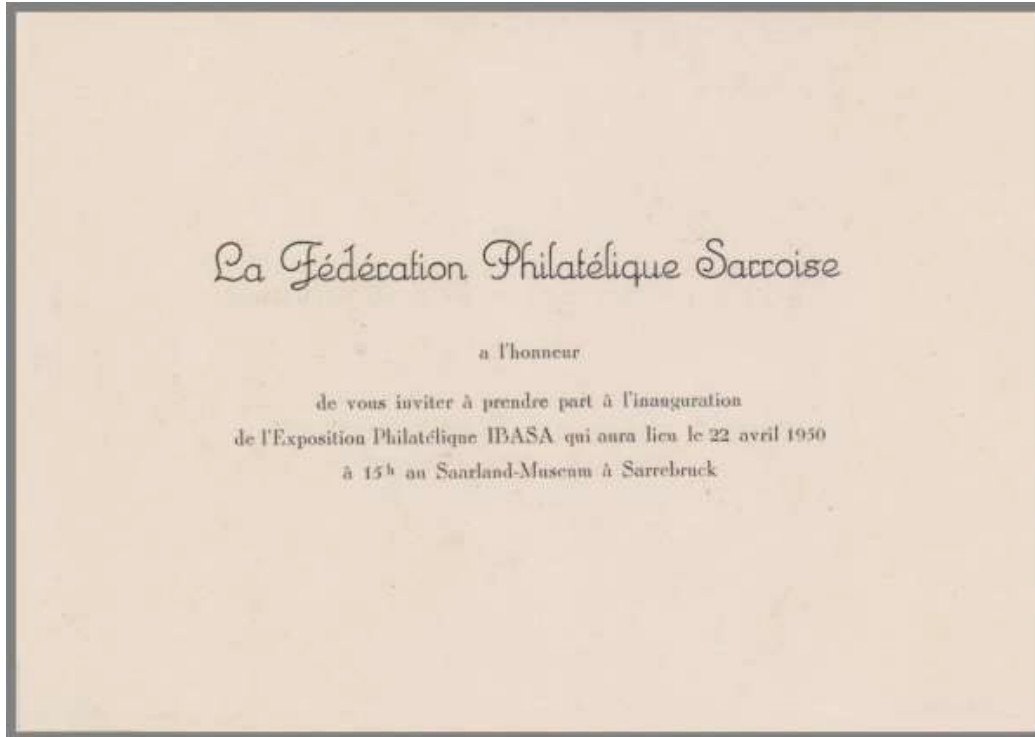 La Fédération Philatélique Sarroise
a l'honneur
de vous inviter à prendre part à l'inauguration
de l'Exposition Philatélique IBASA qui aura lieu le 22 avril 1950
à 15h au Saarland-Museum à Sarrebruck